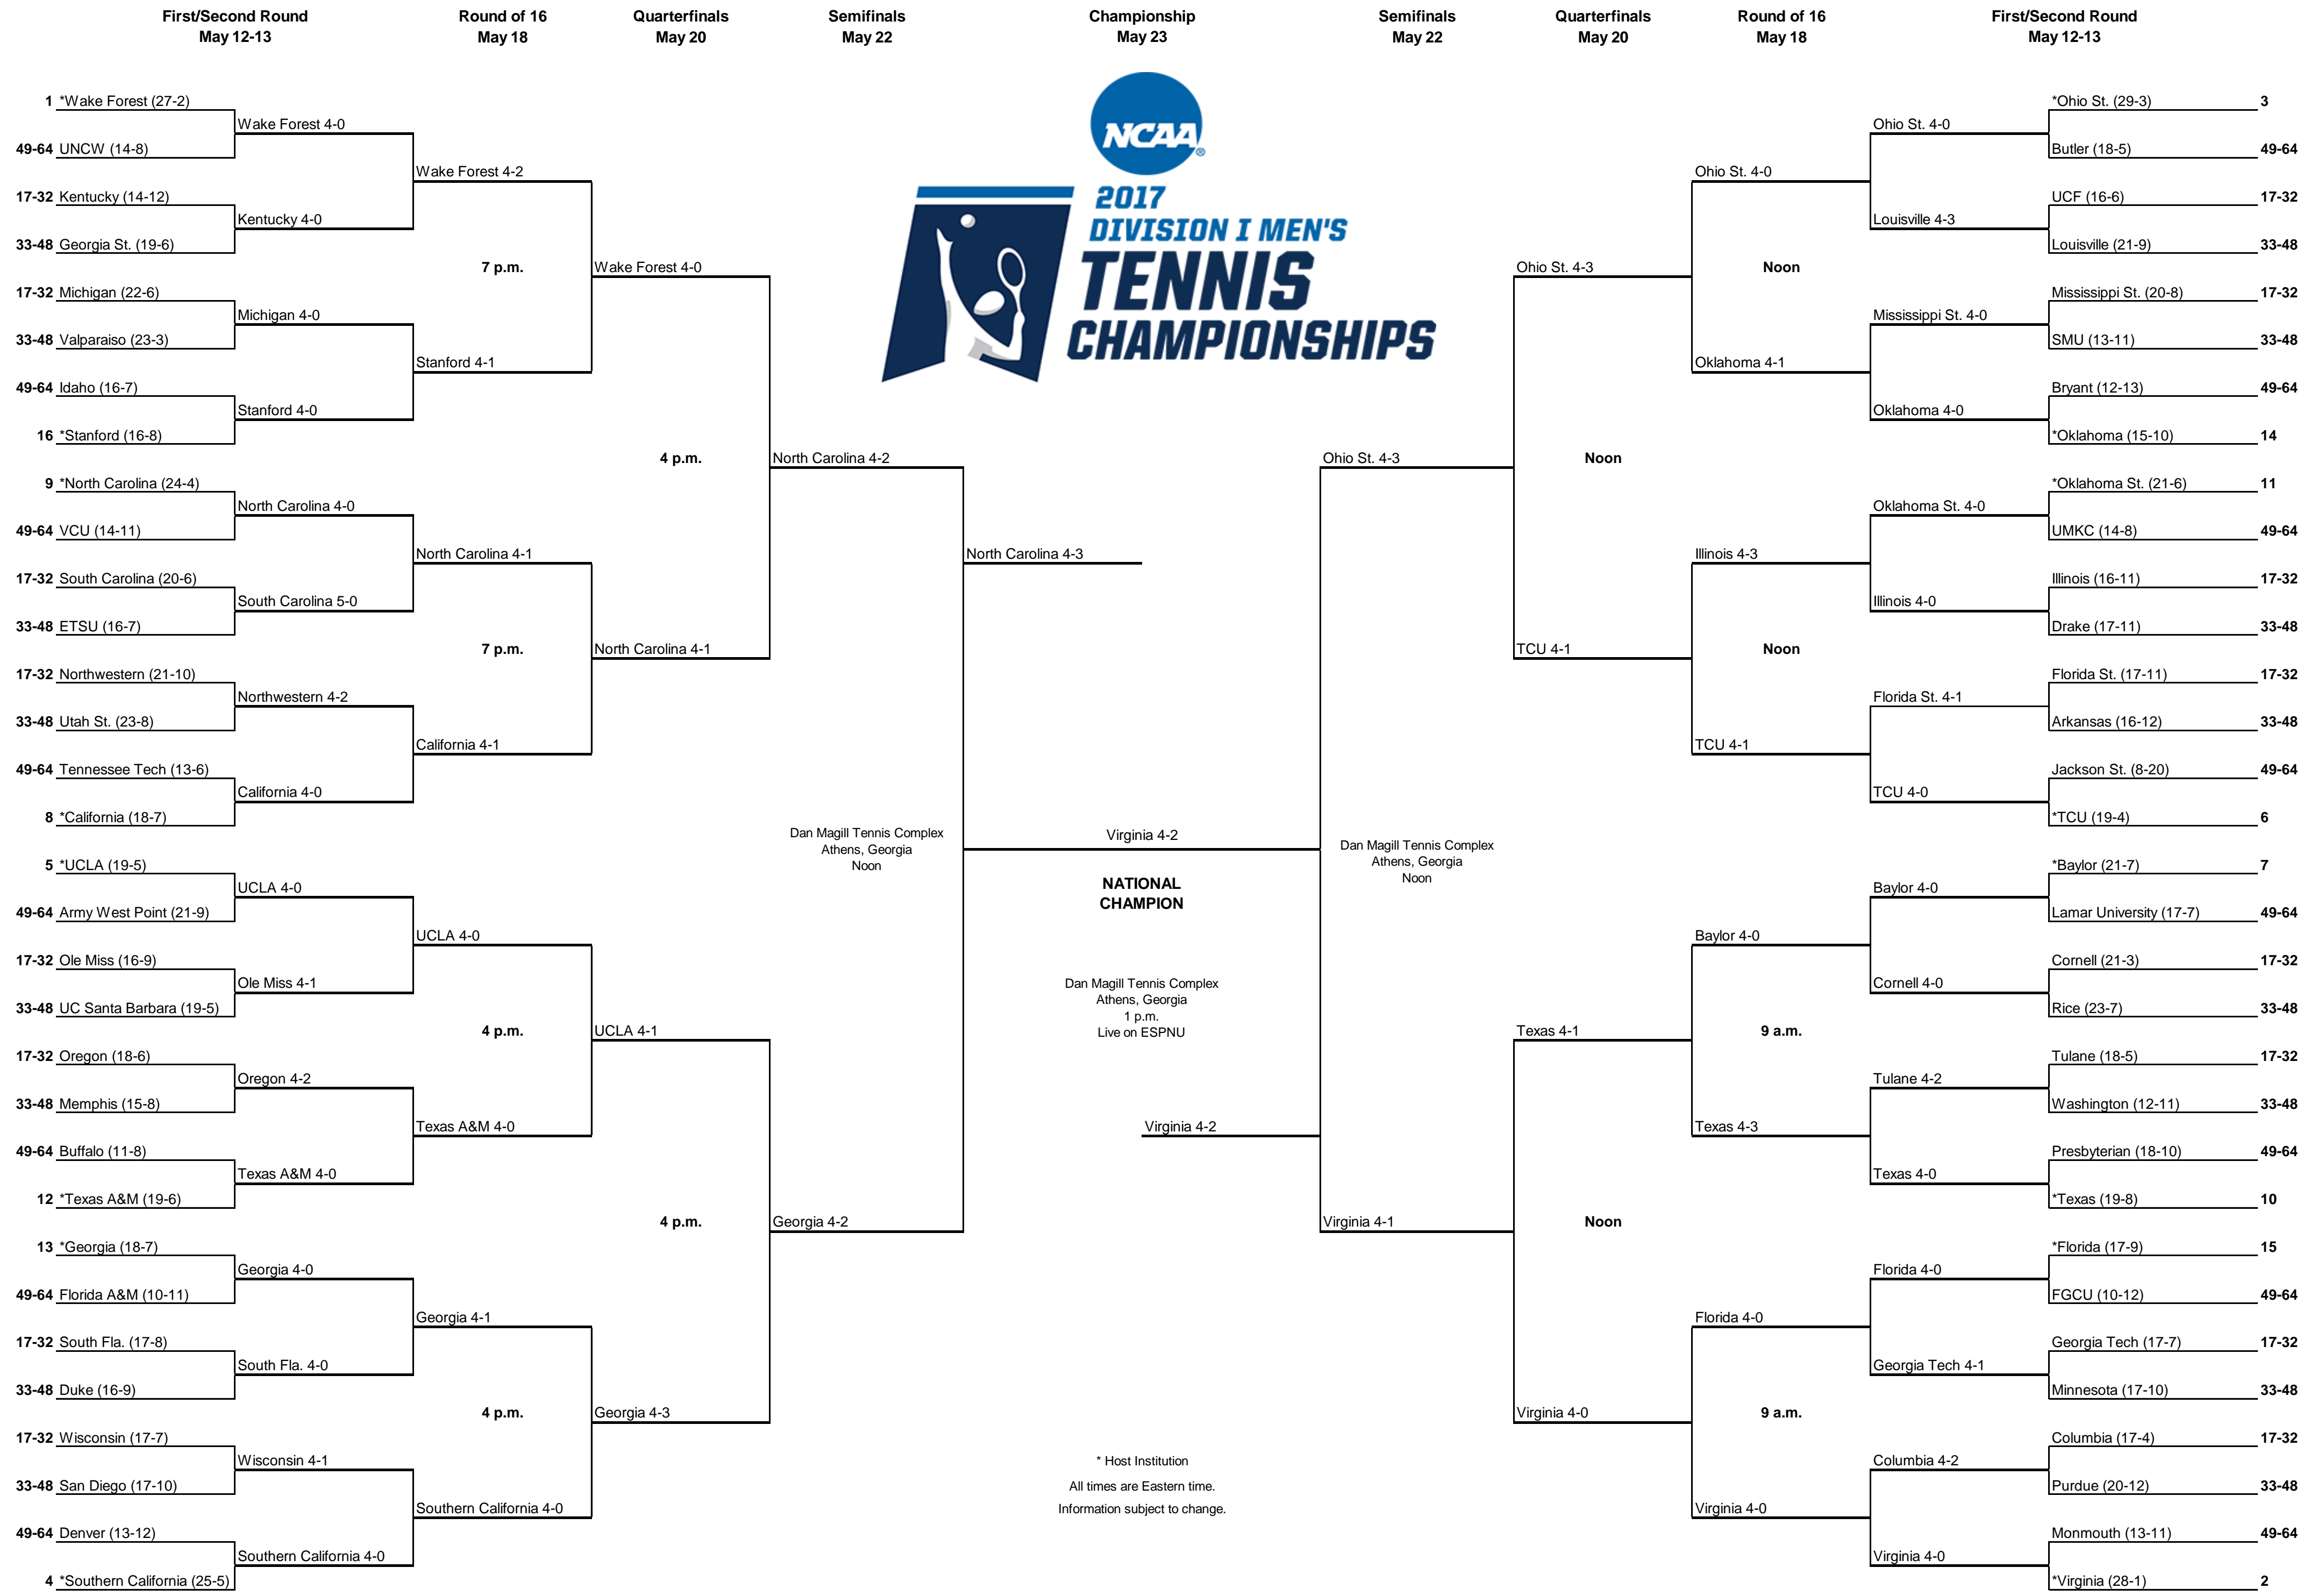 First/Second Round
May 12-13
Round of 16
May 18
Quarterfinals
May 20
Semifinals
May 22
Championship
May 23
Semifinals
May 22
Quarterfinals
May 20
Round of 16
May 18
First/Second Round
May 12-13
NCAA®
2017
DIVISION I MEN'S
TENNIS
CHAMPIONSHIPS
1 *Wake Forest (27-2)
49-64 UNCW (14-8)
17-32 Kentucky (14-12)
33-48 Georgia St. (19-6)
17-32 Michigan (22-6)
33-48 Valparaiso (23-3)
49-64 Idaho (16-7)
16 *Stanford (16-8)
9 *North Carolina (24-4)
49-64 VCU (14-11)
17-32 South Carolina (20-6)
33-48 ETSU (16-7)
17-32 Northwestern (21-10)
33-48 Utah St. (23-8)
49-64 Tennessee Tech (13-6)
8 *California (18-7)
5 *UCLA (19-5)
49-64 Army West Point (21-9)
17-32 Ole Miss (16-9)
33-48 UC Santa Barbara (19-5)
17-32 Oregon (18-6)
33-48 Memphis (15-8)
49-64 Buffalo (11-8)
12 *Texas A&M (19-6)
13 *Georgia (18-7)
49-64 Florida A&M (10-11)
17-32 South Fla. (17-8)
33-48 Duke (16-9)
17-32 Wisconsin (17-7)
33-48 San Diego (17-10)
49-64 Denver (13-12)
4 *Southern California (25-5)
Wake Forest 4-0
Kentucky 4-0
Michigan 4-0
Stanford 4-0
North Carolina 4-0
South Carolina 5-0
Northwestern 4-2
California 4-0
UCLA 4-0
Ole Miss 4-1
Oregon 4-2
Texas A&M 4-0
Georgia 4-0
South Fla. 4-0
Wisconsin 4-1
Southern California 4-0
Wake Forest 4-2
7 p.m.
Stanford 4-1
North Carolina 4-1
7 p.m.
California 4-1
UCLA 4-0
4 p.m.
Texas A&M 4-0
Georgia 4-1
4 p.m.
Southern California 4-0
Wake Forest 4-0
4 p.m.
North Carolina 4-1
UCLA 4-1
4 p.m.
Georgia 4-3
North Carolina 4-2
Dan Magill Tennis Complex
Athens, Georgia
Noon
Georgia 4-2
North Carolina 4-3
Virginia 4-2
NATIONAL
CHAMPION
Dan Magill Tennis Complex
Athens, Georgia
1 p.m.
Live on ESPNU
Virginia 4-2
* Host Institution
All times are Eastern time.
Information subject to change.
Ohio St. 4-3
Dan Magill Tennis Complex
Athens, Georgia
Noon
Virginia 4-1
Ohio St. 4-3
Noon
TCU 4-1
Texas 4-1
Noon
Virginia 4-0
Ohio St. 4-0
Noon
Oklahoma 4-1
Illinois 4-3
Noon
TCU 4-1
Baylor 4-0
9 a.m.
Texas 4-3
Florida 4-0
9 a.m.
Virginia 4-0
Ohio St. 4-0
Louisville 4-3
Mississippi St. 4-0
Oklahoma 4-0
Oklahoma St. 4-0
Illinois 4-0
Florida St. 4-1
TCU 4-0
Baylor 4-0
Cornell 4-0
Tulane 4-2
Texas 4-0
Florida 4-0
Georgia Tech 4-1
Columbia 4-2
Virginia 4-0
*Ohio St. (29-3) 3
Butler (18-5) 49-64
UCF (16-6) 17-32
Louisville (21-9) 33-48
Mississippi St. (20-8) 17-32
SMU (13-11) 33-48
Bryant (12-13) 49-64
*Oklahoma (15-10) 14
*Oklahoma St. (21-6) 11
UMKC (14-8) 49-64
Illinois (16-11) 17-32
Drake (17-11) 33-48
Florida St. (17-11) 17-32
Arkansas (16-12) 33-48
Jackson St. (8-20) 49-64
*TCU (19-4) 6
*Baylor (21-7) 7
Lamar University (17-7) 49-64
Cornell (21-3) 17-32
Rice (23-7) 33-48
Tulane (18-5) 17-32
Washington (12-11) 33-48
Presbyterian (18-10) 49-64
*Texas (19-8) 10
*Florida (17-9) 15
FGCU (10-12) 49-64
Georgia Tech (17-7) 17-32
Minnesota (17-10) 33-48
Columbia (17-4) 17-32
Purdue (20-12) 33-48
Monmouth (13-11) 49-64
*Virginia (28-1) 2